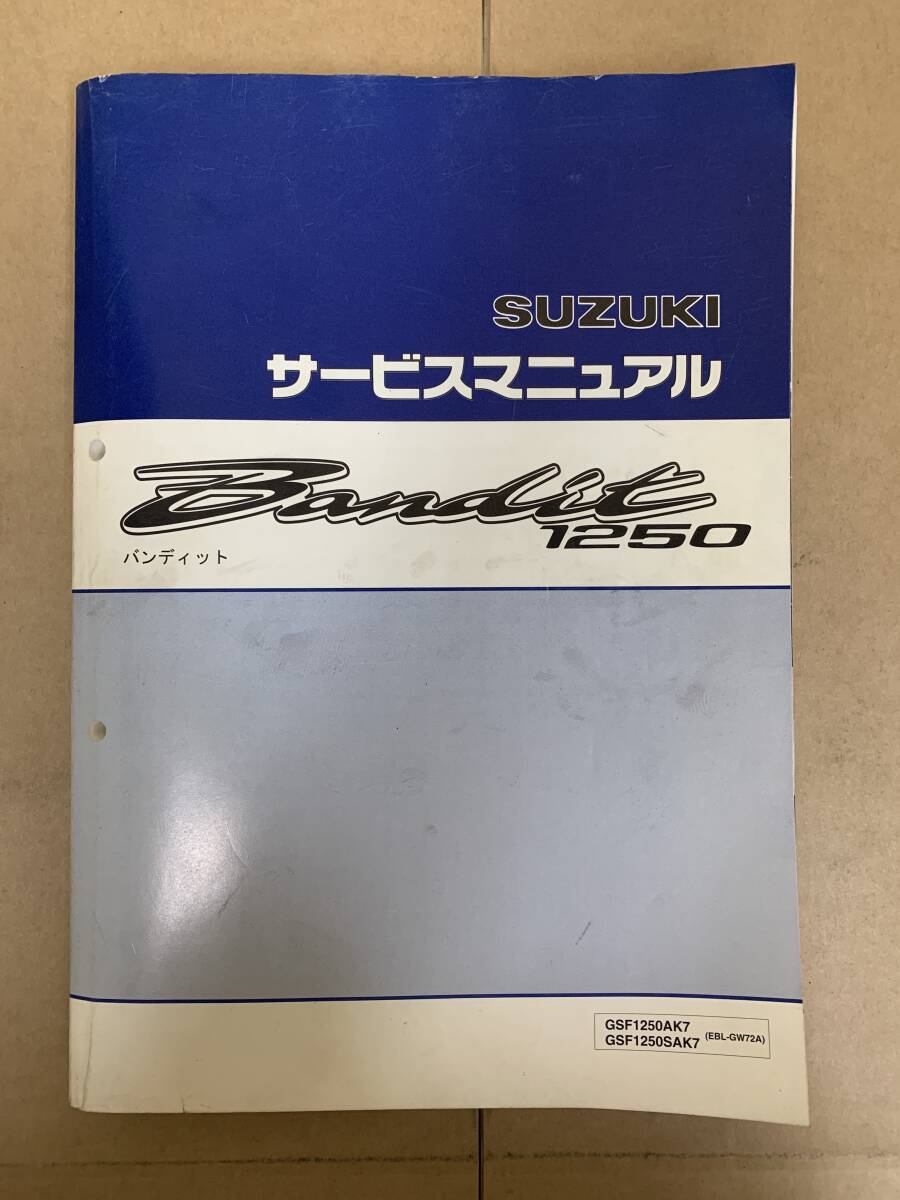 SUZUKI
サービスマニュアル
Bandit
1250
バンディット
GSF1250AK7
GSF1250SAK7 (EBL-GW72A)